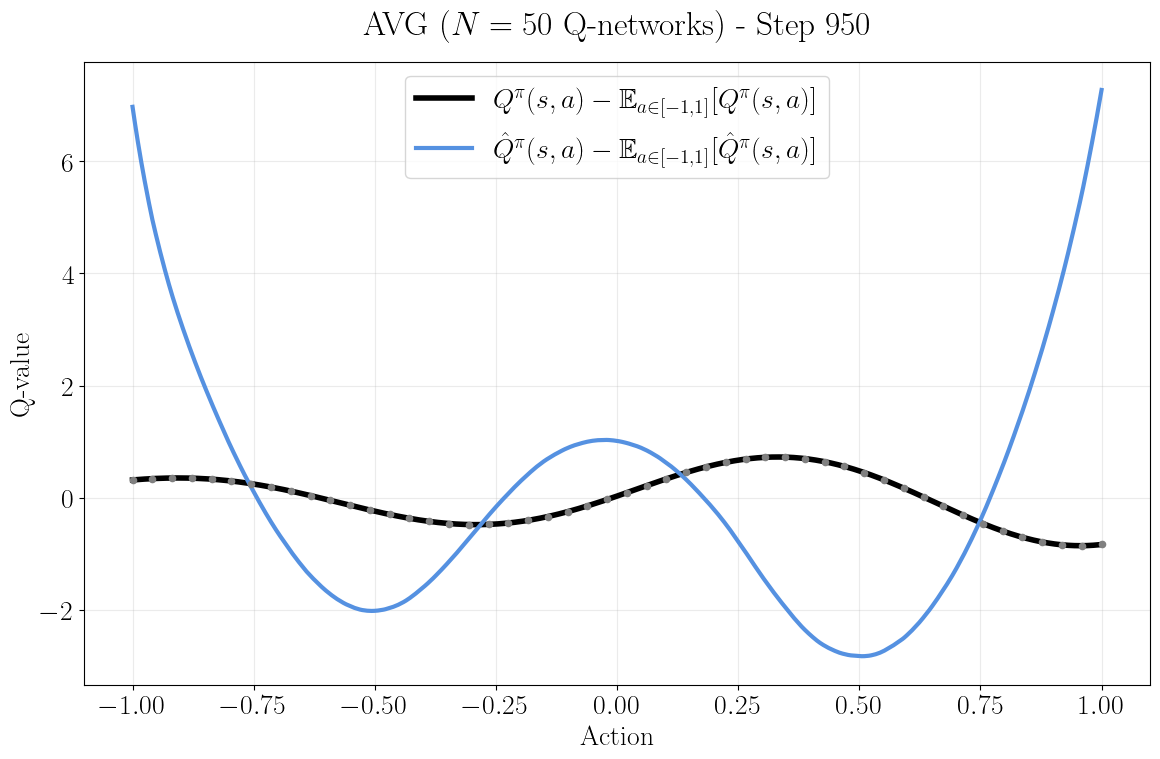 AVG (N = 50 Q-networks) - Step 950
Q^π(s, a) − 𝔼_{a∈[−1,1]}[Q^π(s, a)]
Q̂^π(s, a) − 𝔼_{a∈[−1,1]}[Q̂^π(s, a)]
Q-value
6
4
2
0
−2
−1.00 −0.75 −0.50 −0.25 0.00 0.25 0.50 0.75 1.00
Action